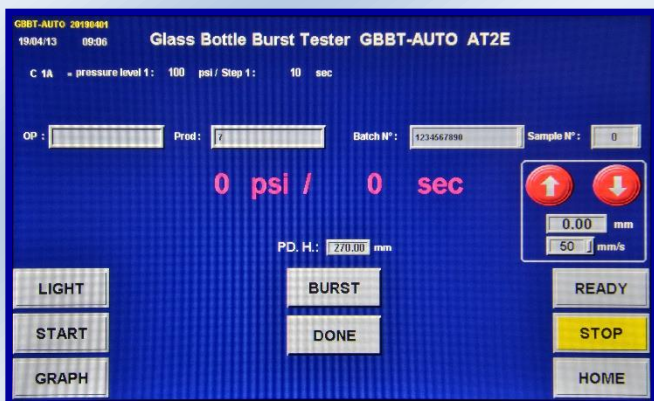 GBBT-AUTO 20190401
19/04/13 09:06 Glass Bottle Burst Tester GBBT-AUTO AT2E
C 1A - pressure level 1 : 100 psi / Step 1 : 10 sec
OP : Prod : 7 Batch N° : 1234567890 Sample N° : 0
0 psi / 0 sec
0.00 mm
PD. H.: 270.00 mm 50 mm/s
LIGHT BURST READY
START DONE STOP
GRAPH HOME